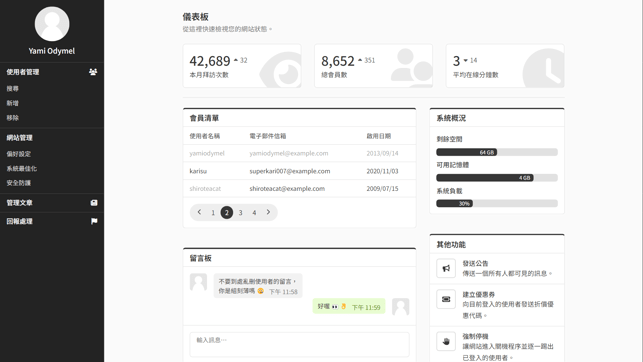 Yami Odymel
使用者管理
搜尋
新增
移除
網站管理
偏好設定
系統最佳化
安全防護
管理文章
回報處理
儀表板
從這裡快速檢視您的網站狀態。
42,689 32
本月拜訪次數
8,652 351
總會員數
3 14
平均在線分鐘數
會員清單
使用者名稱 電子郵件信箱 啟用日期
yamiodymel yamiodymel@example.com 2013/09/14
karisu superkari007@example.com 2020/11/03
shiroteacat shiroteacat@example.com 2009/07/15
1 2 3 4
留言板
不要到處亂刪使用者的留言，
你是紙刻薄嗎 😩 下午 11:58
好喔 👀 👌 下午 11:59
輸入訊息…
系統概況
剩餘空間
64 GB
可用記憶體
4 GB
系統負載
30%
其他功能
發送公告
傳送一個所有人都可見的訊息。
建立優惠券
向目前登入的使用者發送折價優
惠代碼。
強制停機
讓網站進入關機程序並逐一踢出
已登入的使用者。